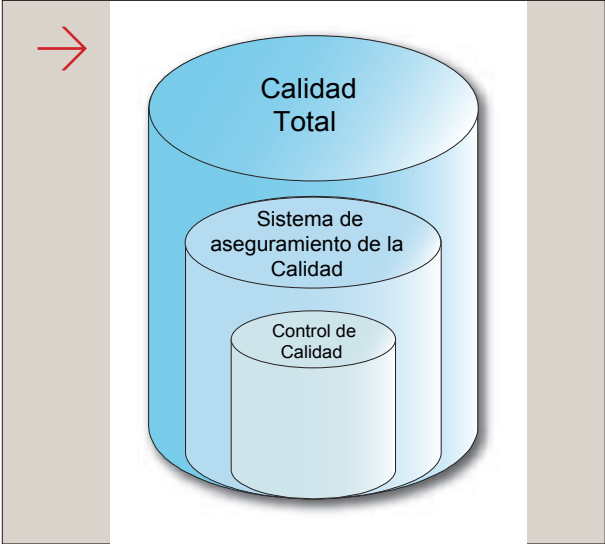 Calidad
Total
Sistema de
aseguramiento de la
Calidad
Control de
Calidad